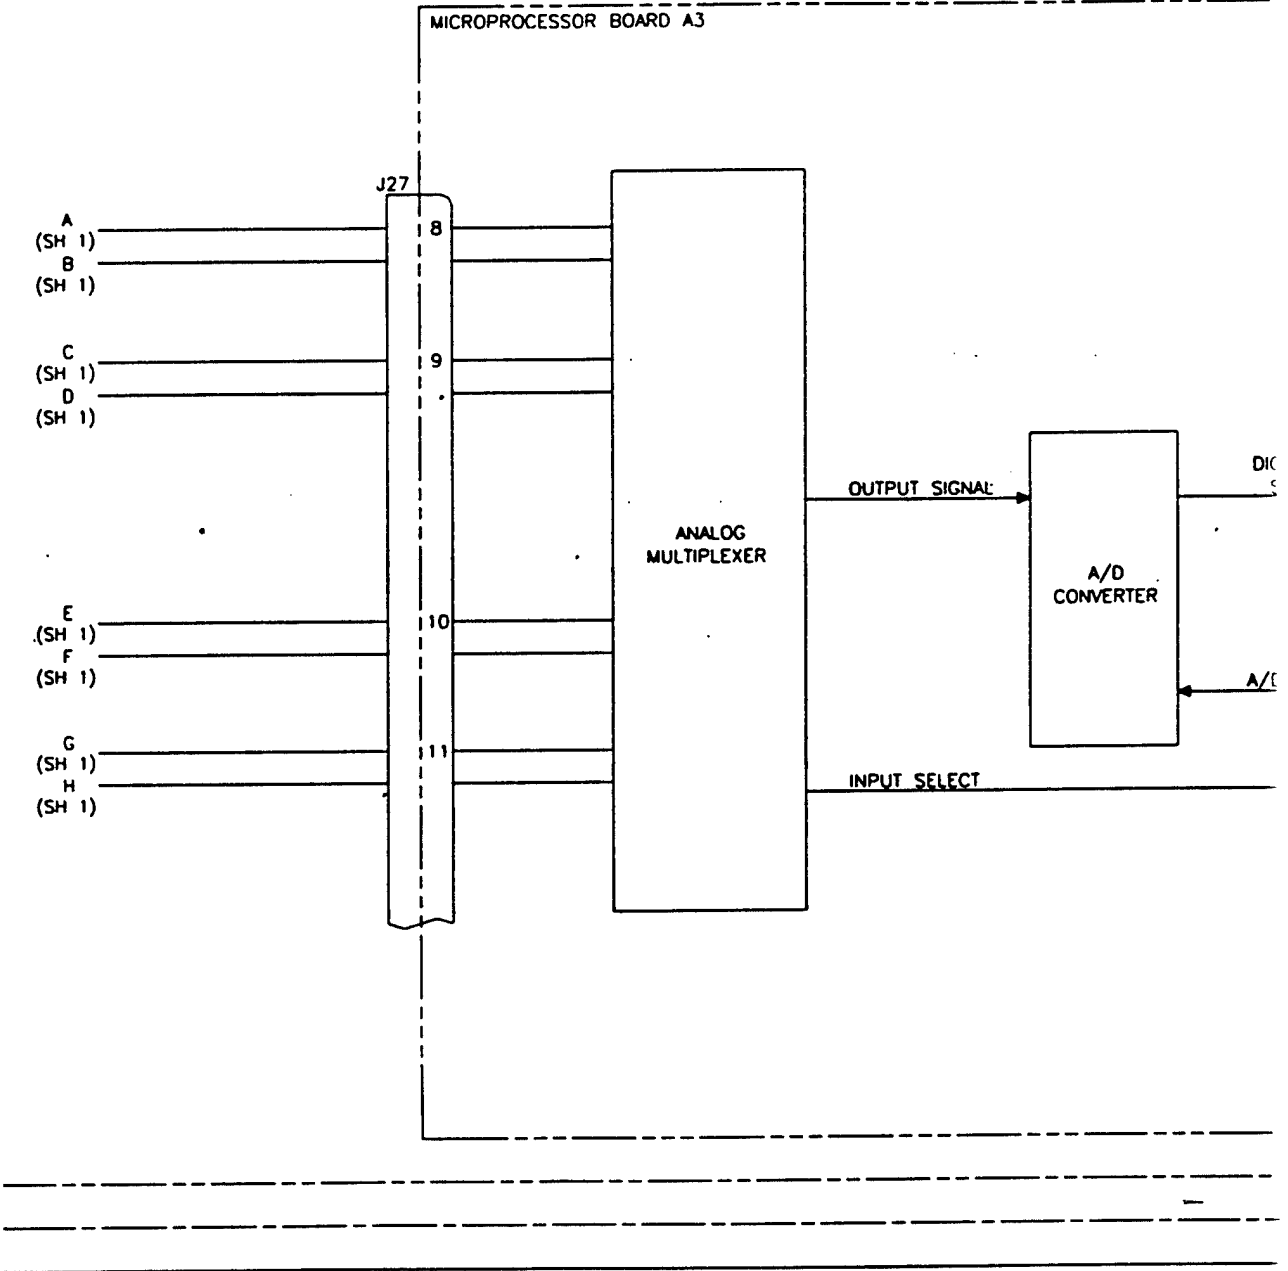 MICROPROCESSOR BOARD A3
J27
A
(SH 1)
B
(SH 1)
8
C
(SH 1)
D
(SH 1)
9
E
(SH 1)
F
(SH 1)
10
G
(SH 1)
H
(SH 1)
11
ANALOG
MULTIPLEXER
OUTPUT SIGNAL
INPUT SELECT
A/D
CONVERTER